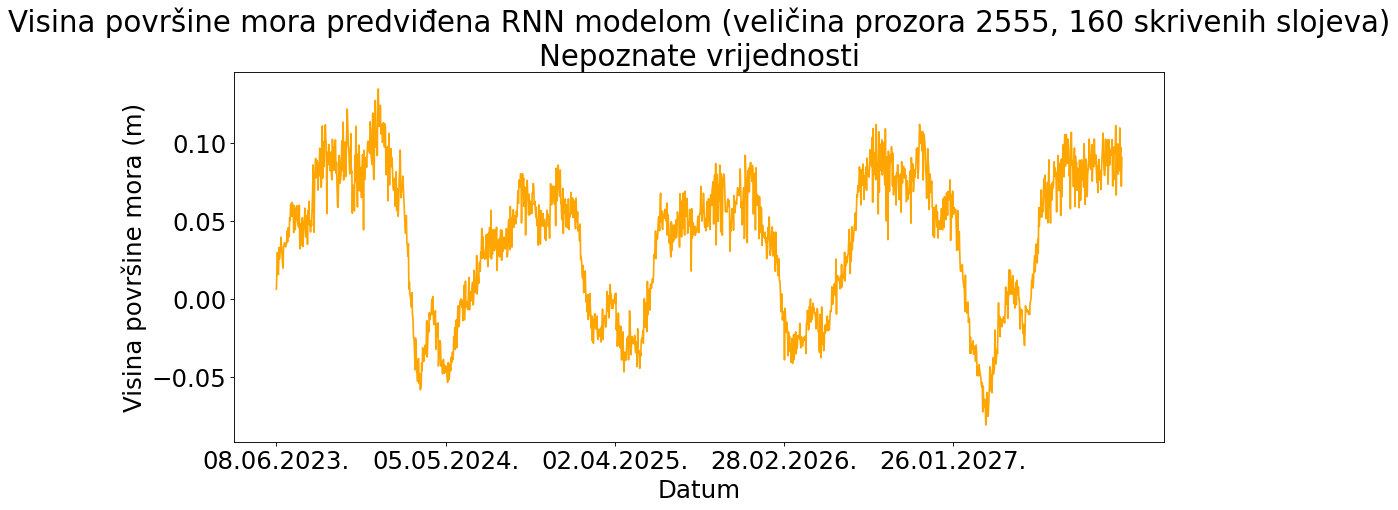 Visina površine mora predviđena RNN modelom (veličina prozora 2555, 160 skrivenih slojeva)
Nepoznate vrijednosti
Visina površine mora (m)
0.10
0.05
0.00
−0.05
08.06.2023. 05.05.2024. 02.04.2025. 28.02.2026. 26.01.2027.
Datum